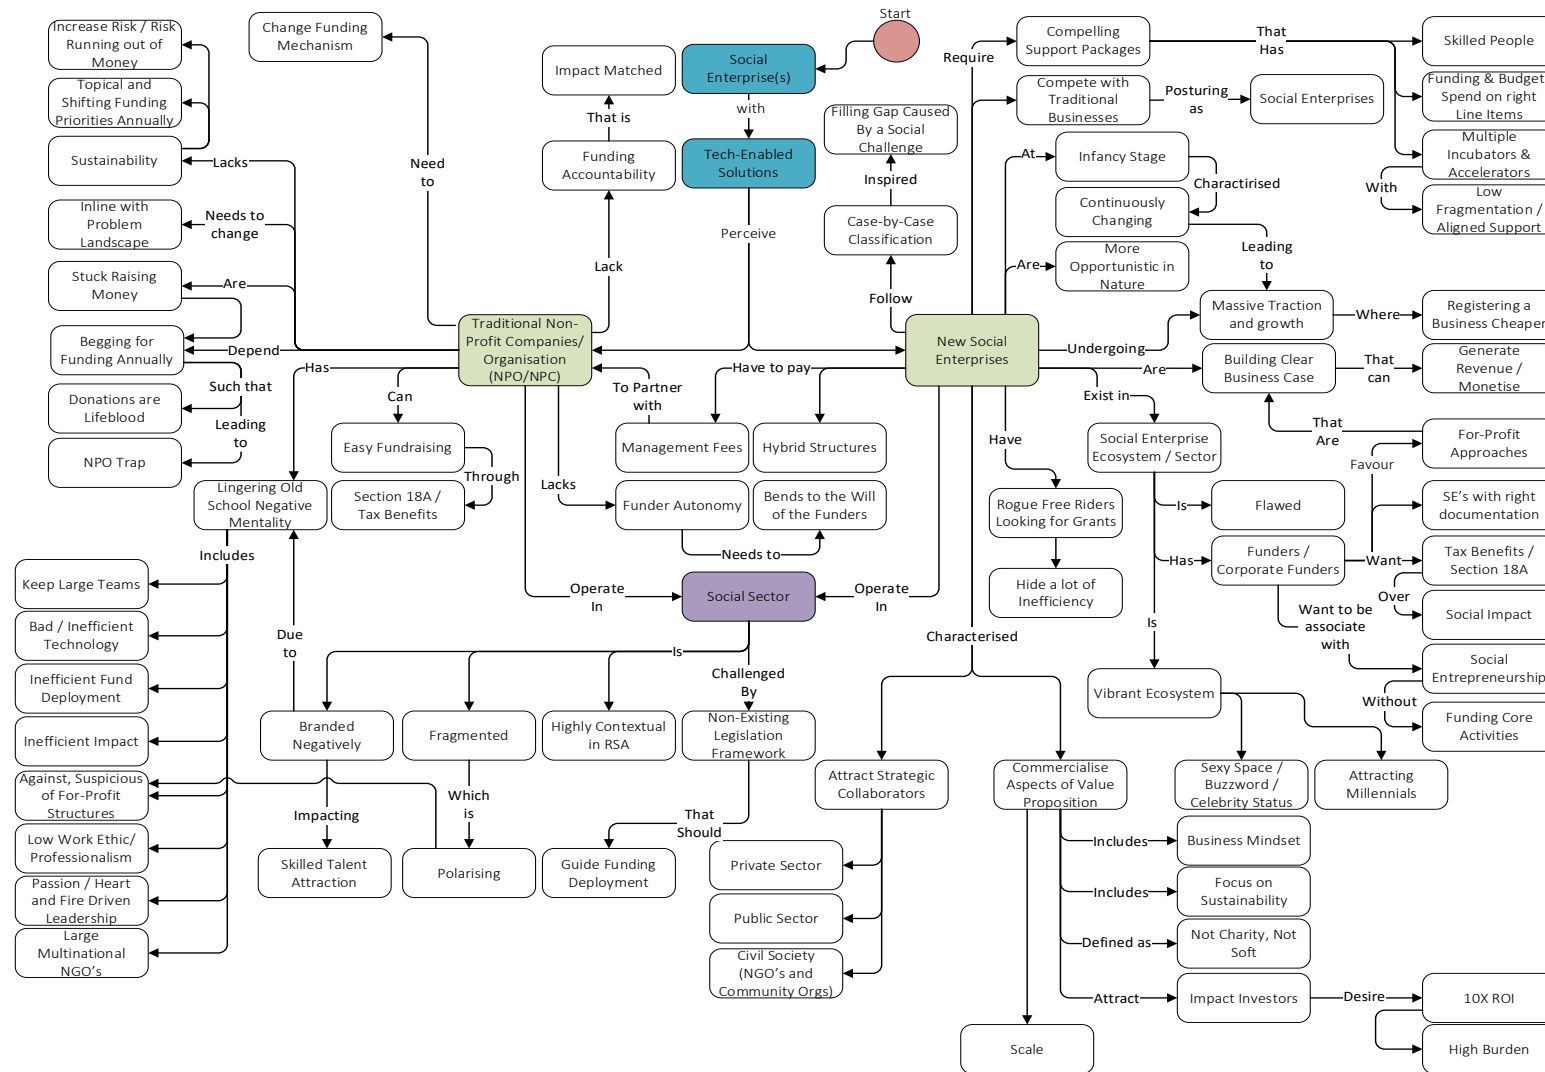 Start
Increase Risk / Risk
Running out of
Money
Change Funding
Mechanism
Social
Enterprise(s)
Impact Matched
Require
Compelling
Support Packages
That
Has
Skilled People
Topical and
Shifting Funding
Priorities Annually
with
That is
Filling Gap Caused
By a Social
Challenge
Compete with
Traditional
Businesses
Posturing
as
Social Enterprises
Funding & Budget
Spend on right
Line Items
Sustainability
Lacks
Need
to
Funding
Accountability
Tech-Enabled
Solutions
Inspired
At
Infancy Stage
Charactirised
Multiple
Incubators &
Accelerators
With
Low
Fragmentation /
Aligned Support
Inline with
Problem
Landscape
Needs to
change
Perceive
Case-by-Case
Classification
Continuously
Changing
Leading
to
Are
More
Opportunistic in
Nature
Stuck Raising
Money
Are
Lack
Follow
Massive Traction
and growth
Where
Registering a
Business Cheaper
Traditional Non-
Profit Companies/
Organisation
(NPO/NPC)
New Social
Enterprises
Undergoing
Begging for
Funding Annually
Depend
Has
Can
To Partner
with
Have to pay
Are
Building Clear
Business Case
That
can
Generate
Revenue /
Monetise
Such that
Donations are
Lifeblood
Leading
to
Exist in
Easy Fundraising
Management Fees
Hybrid Structures
Have
Social Enterprise
Ecosystem / Sector
That
Are
For-Profit
Approaches
NPO Trap
Through
Favour
Lingering Old
School Negative
Mentality
Section 18A /
Tax Benefits
Lacks
Funder Autonomy
Bends to the Will
of the Funders
Rogue Free Riders
Looking for Grants
Is
Flawed
SE’s with right
documentation
Includes
Needs to
Has
Funders /
Corporate Funders
Want
Tax Benefits /
Section 18A
Keep Large Teams
Operate
In
Social Sector
Operate
In
Hide a lot of
Inefficiency
Over
Social Impact
Bad / Inefficient
Technology
Due
to
Characterised
Is
Want to be
associate
with
Inefficient Fund
Deployment
Is
Challenged
By
Vibrant Ecosystem
Social
Entrepreneurship
Without
Inefficient Impact
Branded
Negatively
Fragmented
Highly Contextual
in RSA
Non-Existing
Legislation
Framework
Funding Core
Activities
Against, Suspicious
of For-Profit
Structures
Which
is
Attract Strategic
Collaborators
Commercialise
Aspects of Value
Proposition
Sexy Space /
Buzzword /
Celebrity Status
Attracting
Millennials
Impacting
That
Should
Low Work Ethic/
Professionalism
Includes
Business Mindset
Skilled Talent
Attraction
Polarising
Guide Funding
Deployment
Private Sector
Passion / Heart
and Fire Driven
Leadership
Includes
Focus on
Sustainability
Public Sector
Large
Multinational
NGO’s
Defined as
Not Charity, Not
Soft
Civil Society
(NGO’s and
Community Orgs)
Attract
Impact Investors
Desire
10X ROI
Scale
High Burden